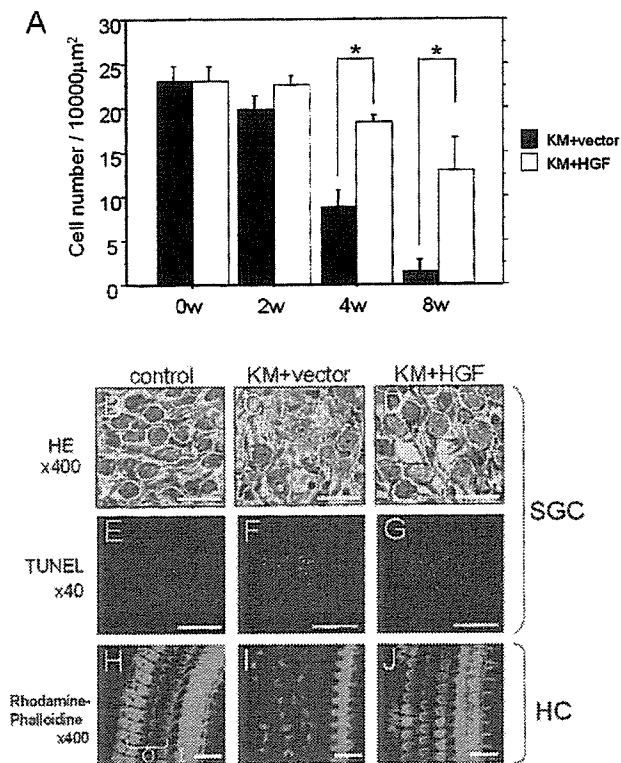 A
30
25
20
15
10
5
0
Cell number / 10000μm²
*
*
KM+vector
KM+HGF
0w
2w
4w
8w
control
KM+vector
KM+HGF
HE
x400
D
SGC
TUNEL
x40
E
F
G
Rhodamine-
Phalloidine
x400
H
I
J
HC